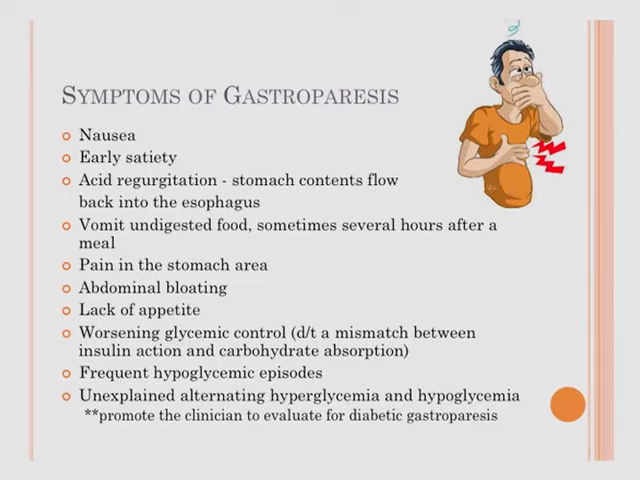 SYMPTOMS OF GASTROPARESIS
Nausea
Early satiety
Acid regurgitation - stomach contents flow
back into the esophagus
Vomit undigested food, sometimes several hours after a
meal
Pain in the stomach area
Abdominal bloating
Lack of appetite
Worsening glycemic control (d/t a mismatch between
insulin action and carbohydrate absorption)
Frequent hypoglycemic episodes
Unexplained alternating hyperglycemia and hypoglycemia
**promote the clinician to evaluate for diabetic gastroparesis